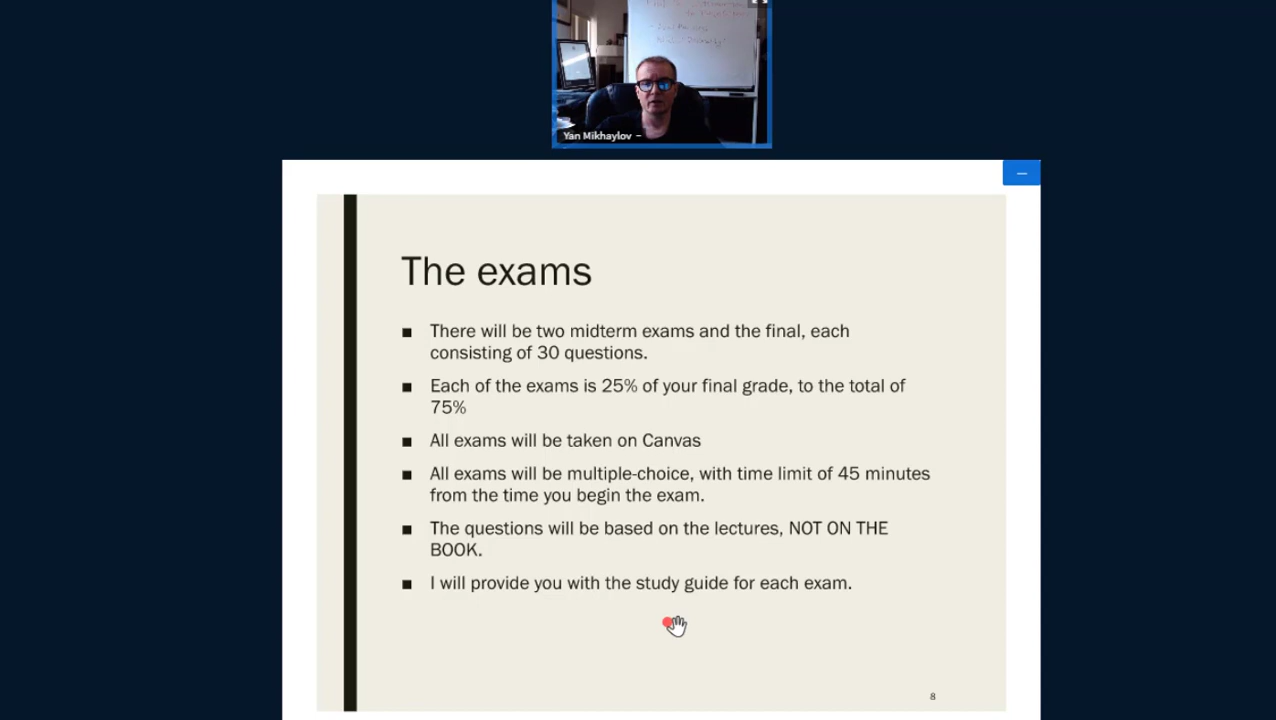 Yan Mikhaylov –
The exams
■ There will be two midterm exams and the final, each
consisting of 30 questions.
■ Each of the exams is 25% of your final grade, to the total of
75%
■ All exams will be taken on Canvas
■ All exams will be multiple-choice, with time limit of 45 minutes
from the time you begin the exam.
■ The questions will be based on the lectures, NOT ON THE
BOOK.
■ I will provide you with the study guide for each exam.
8